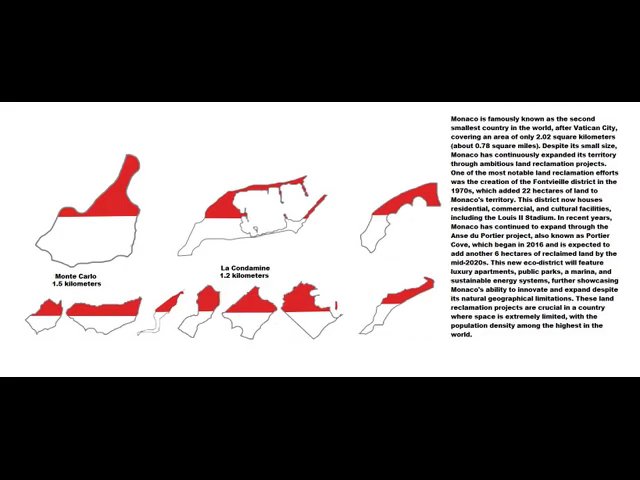 Monaco is famously known as the second
smallest country in the world, after Vatican City,
covering an area of only 2.02 square kilometers
(about 0.78 square miles). Despite its small size,
Monaco has continuously expanded its territory
through ambitious land reclamation projects.
One of the most notable land reclamation efforts
was the creation of the Fontvieille district in the
1970s, which added 22 hectares of land to
Monaco's territory. This district now houses
residential, commercial, and cultural facilities,
including the Louis II Stadium. In recent years,
Monaco has continued to expand through the
Anse du Portier project, also known as Portier
Cove, which began in 2016 and is expected to
add another 6 hectares of reclaimed land by the
mid-2020s. This new eco-district will feature
luxury apartments, public parks, a marina, and
sustainable energy systems, further showcasing
Monaco's ability to innovate and expand despite
its natural geographical limitations. These land
reclamation projects are crucial in a country
where space is extremely limited, with the
population density among the highest in the
world.
Monte Carlo
1.5 kilometers
La Condamine
1.2 kilometers